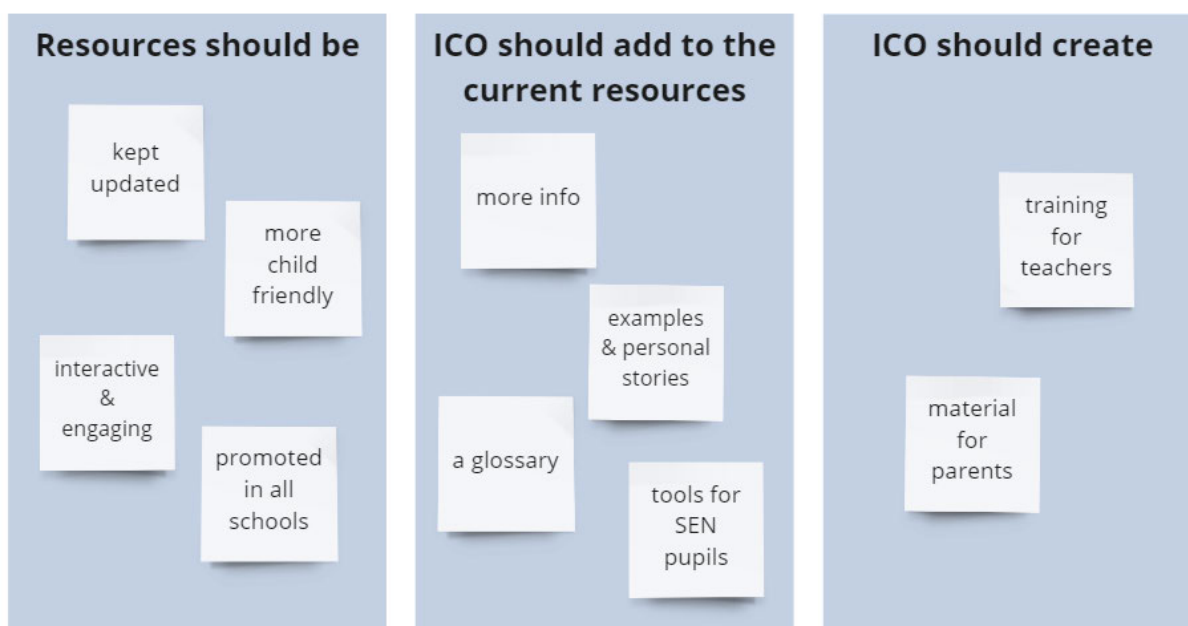 Resources should be
kept
updated
more
child
friendly
interactive
&
engaging
promoted
in all
schools
ICO should add to the
current resources
more info
examples
& personal
stories
a glossary
tools for
SEN
pupils
ICO should create
training
for
teachers
material
for
parents